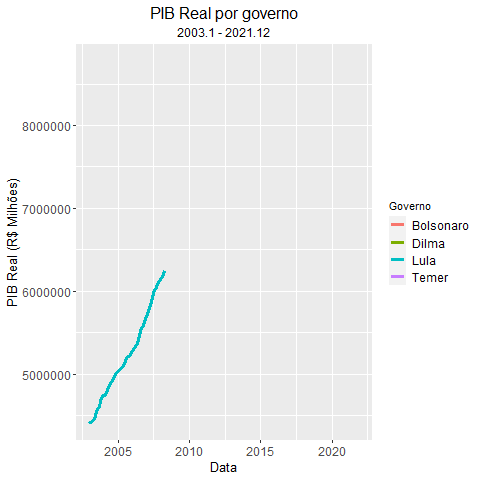 PIB Real por governo
2003.1 - 2021.12
PIB Real (R$ Milhões)
8000000
7000000
6000000
5000000
2005
2010
2015
2020
Data
Governo
Bolsonaro
Dilma
Lula
Temer